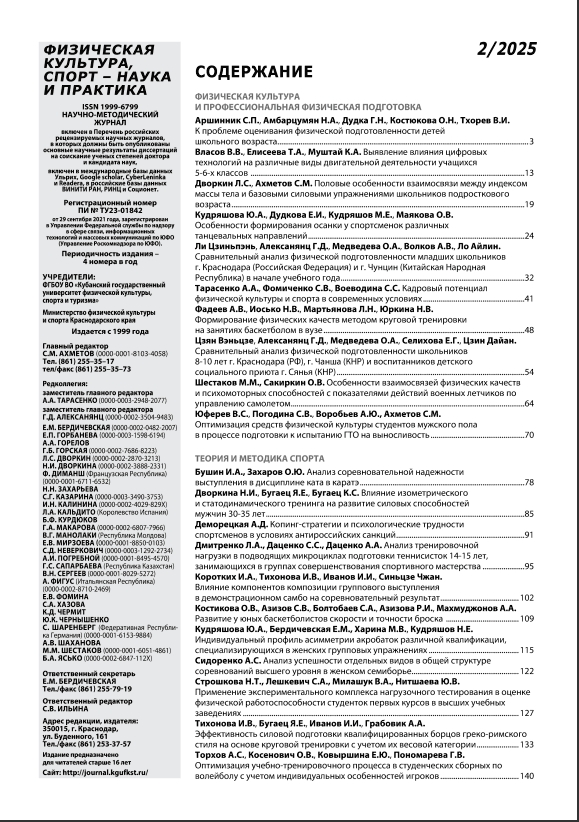 ФИЗИЧЕСКАЯ
КУЛЬТУРА,
СПОРТ – НАУКА
И ПРАКТИКА
ISSN 1999-6799
НАУЧНО-МЕТОДИЧЕСКИЙ
ЖУРНАЛ
включен в Перечень российских
рецензируемых научных журналов,
в которых должны быть опубликованы
основные научные результаты диссертаций
на соискание ученых степеней доктора
и кандидата наук,
включен в международные базы данных
Ульрих, Google scholar, CyberLeninka
и Readera, в российские базы данных
ВИНИТИ РАН, РИНЦ и Соционет.
Регистрационный номер
ПИ № ТУ23-01842
от 29 сентября 2021 года, зарегистрирован
в Управлении Федеральной службы по надзору
в сфере связи, информационных
технологий и массовых коммуникаций по ЮФО
(Управление Роскомнадзора по ЮФО).
Периодичность издания –
4 номера в год
УЧРЕДИТЕЛИ:
ФГБОУ ВО «Кубанский государственный
университет физической культуры,
спорта и туризма»
Министерство физической культуры
и спорта Краснодарского края
Издается с 1999 года
Главный редактор
С.М. АХМЕТОВ (0000-0001-8103-4058)
Тел. (861) 255–35–17
тел/факс (861) 255–35–73
Редколлегия:
заместитель главного редактора
А.А. ТАРАСЕНКО (0000-0003-2948-2077)
заместитель главного редактора
Г.Д. АЛЕКСАНЯНЦ (0000-0002-3504-9483)
Е.М. БЕРДИЧЕВСКАЯ (0000-0002-0482-2007)
Е.П. ГОРБАНЕВА (0000-0003-1598-6194)
А.А. ГОРЕЛОВ
Г.Б. ГОРСКАЯ (0000-0002-7686-8223)
Л.С. ДВОРКИН (0000-0002-2870-3213)
Н.И. ДВОРКИНА (0000-0002-3888-2331)
Ф. ДИМАНШ (Французская Республика)
(0000-0001-6711-6532)
Н.Н. ЗАХАРЬЕВА
С.Г. КАЗАРИНА (0000-0003-3490-3753)
И.Н. КАЛИНИНА (0000-0002-4029-829X)
Л.А. КАЛЬДИТО (Королевство Испания)
Б.Ф. КУРДЮКОВ
Г.А. МАКАРОВА (0000-0002-6807-7966)
В.Г. МАНОЛАКИ (Республика Молдова)
Е.В. МИРЗОЕВА (0000-0001-8850-0103)
С.Д. НЕВЕРКОВИЧ (0000-0003-1292-2734)
А.И. ПОГРЕБНОЙ (0000-0001-8495-4570)
Г.С. САПАРБАЕВА (Республика Казахстан)
В.Н. СЕРГЕЕВ (0000-0001-8029-5272)
А. ФИГУС (Итальянская Республика)
(0000-0002-8710-2469)
Е.В. ФОМИНА
С.А. ХАЗОВА
К.Д. ЧЕРМИТ
Ю.К. ЧЕРНЫШЕНКО
С. ШАРЕНБЕРГ (Федеративная Республи-
ка Германия) (0000-0001-6153-9884)
А.В. ШАХАНОВА
М.М. ШЕСТАКОВ (0000-0001-6051-4861)
Б.А. ЯСЬКО (0000-0002-6847-112X)
Ответственный секретарь
Е.М. БЕРДИЧЕВСКАЯ
Тел./факс (861) 255-79-19
Ответственный редактор
С.В. ИЛЬИНА
Адрес редакции, издателя:
350015, г. Краснодар,
ул. Буденного, 161
Тел./факс (861) 253-37-57
Издание предназначено
для читателей старше 16 лет
Сайт: http://journal.kgufkst.ru/
2/2025
СОДЕРЖАНИЕ
ФИЗИЧЕСКАЯ КУЛЬТУРА
И ПРОФЕССИОНАЛЬНАЯ ФИЗИЧЕСКАЯ ПОДГОТОВКА
Аршинник С.П., Амбарцумян Н.А., Дудка Г.Н., Костюкова О.Н., Тхорев В.И.
К проблеме оценивания физической подготовленности детей
школьного возраста 3
Власов В.В., Елисеева Т.А., Муштай К.А. Выявление влияния цифровых
технологий на различные виды двигательной деятельности учащихся
5-6-х классов 13
Дворкин Л.С., Ахметов С.М. Половые особенности взаимосвязи между индексом
массы тела и базовыми силовыми упражнениями подросткового
возраста 19
Кудряшова Ю.А., Дудкова Е.И., Кудряшов М.Е., Маякова О.В.
Особенности формирования осанки у спортсменок различных
танцевальных направлений 24
Ли Цзиньпэнь, Алексанянц Г.Д., Медведева О.А., Волков А.В., Ло Айлин.
Сравнительный анализ физической подготовленности младших школьников
г. Краснодара (Российская Федерация) и г. Чунцин (Китайская Народная
Республика) в начале учебного года 32
Тарасенко А.А., Фомиченко С.В., Воеводина С.С. Кадровый потенциал
физической культуры и спорта в современных условиях 41
Фадеев А.В., Иосько Н.В., Мартьянова Л.Н., Юркина Н.В.
Формирование физических качеств методом круговой тренировки
на занятиях баскетболом в вузе 48
Цзян Вэньцзе, Алексанянц Г.Д., Медведева О.А., Селихова Е.Г., Цзин Дайан.
Сравнительный анализ физической подготовленности школьников
8-10 лет г. Краснодара (РФ), г. Чанша (КНР) и воспитанников детского
социального приюта г. Сянья (КНР) 54
Шестаков М.М., Сакиркин О.В. Особенности взаимосвязей физических качеств
и психомоторных способностей с показателями действий военных летчиков по
управлению самолетом 64
Юферев В.С., Погодина С.В., Воробьев А.Ю., Ахметов С.М.
Оптимизация средств физической культуры студентов мужского пола
в процессе подготовки к испытанию ГТО на выносливость 70
ТЕОРИЯ И МЕТОДИКА СПОРТА
Бушин И.А., Захаров О.Ю. Анализ соревновательной надежности
выступления в дисциплине ката в каратэ 78
Дворкина Н.И., Бугаец Я.Е., Бугаец К.С. Влияние изометрического
и статодинамического тренинга на развитие силовых способностей
мужчин 30-35 лет 85
Деморецкая А.Д. Копинг-стратегии и психологические трудности
спортсменов в условиях антироссийских санкций 91
Дмитренко Л.А., Даценко С.С., Даценко А.А. Анализ тренировочной
нагрузки в подводящих микроциклах подготовки теннисисток 14-15 лет,
занимающихся в группах совершенствования спортивного мастерства 95
Коротких А.И., Тихонова И.В., Иванов И.И., Синьцзе Чжан.
Влияние компонентов композиции группового выступления
в демонстрационном самбо на соревновательный результат 102
Костикова О.В., Азизов С.В., Болтобаев С.А., Азизова Р.И., Махмуджонов А.А.
Развитие у юных баскетболистов скорости и точности броска 109
Кудряшова Ю.А., Бердичевская Е.М., Харина М.В., Кудряшов Н.Е.
Индивидуальный профиль асимметрии акробаток различной квалификации,
специализирующихся в женских групповых упражнениях 115
Сидоренко А.С. Анализ успешности отдельных видов в общей структуре
соревнований высшего уровня в женском семиборье 122
Строшкова Н.Т., Лешкевич С.А., Милашук В.А., Нитшаева Ю.В.
Применение экспериментального комплекса нагрузочного тестирования в оценке
физической работоспособности студенток первых курсов в высших учебных
заведениях 127
Тихонова И.В., Бугаец Я.Е., Иванов И.И., Грабовик А.А.
Эффективность силовой подготовки квалифицированных борцов греко-римского
стиля на основе круговой тренировки с учетом их весовой категории 133
Торхов А.С., Косенович О.В., Ковыршина Е.Ю., Пономарева Г.В.
Оптимизация учебно-тренировочного процесса в студенческих сборных по
волейболу с учетом индивидуальных особенностей игроков 140